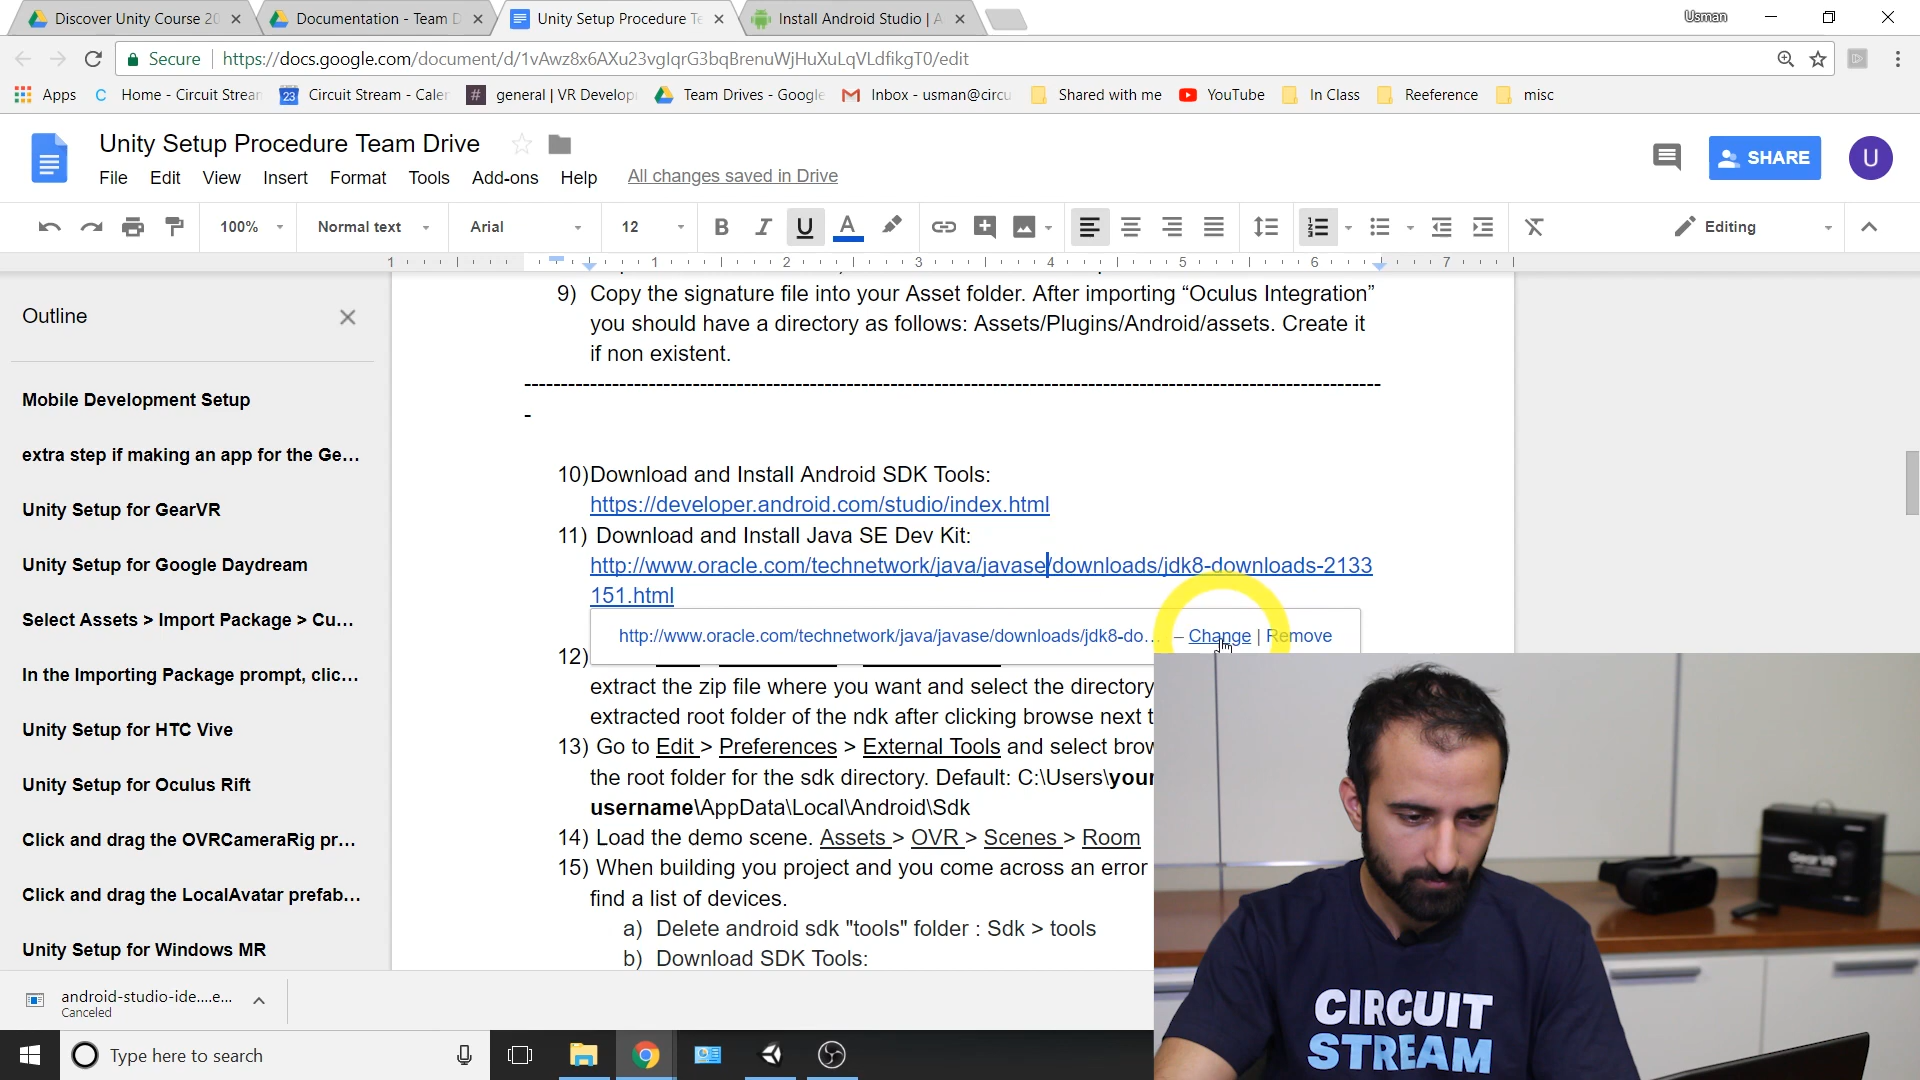 Discover Unity Course 20
Documentation - Team D
Unity Setup Procedure Te
Install Android Studio | A
Usman
Secure
https://docs.google.com/document/d/1vAwz8x6AXu23vglqrG3bqBrenuWjHuXuLqVLdfikgT0/edit
Apps
Home - Circuit Strean
Circuit Stream - Caler
general | VR Develop
Team Drives - Google
Inbox - usman@circu
Shared with me
YouTube
In Class
Reeference
misc
Unity Setup Procedure Team Drive
File Edit View Insert Format Tools Add-ons Help All changes saved in Drive
SHARE
U
100% Normal text Arial 12 B I U A Editing
1 1 2 3 4 5 6 7
Outline
Mobile Development Setup
extra step if making an app for the Ge...
Unity Setup for GearVR
Unity Setup for Google Daydream
Select Assets > Import Package > Cu...
In the Importing Package prompt, clic...
Unity Setup for HTC Vive
Unity Setup for Oculus Rift
Click and drag the OVRCameraRig pr...
Click and drag the LocalAvatar prefab...
Unity Setup for Windows MR
9) Copy the signature file into your Asset folder. After importing “Oculus Integration”
you should have a directory as follows: Assets/Plugins/Android/assets. Create it
if non existent.
10)Download and Install Android SDK Tools:
https://developer.android.com/studio/index.html
11) Download and Install Java SE Dev Kit:
http://www.oracle.com/technetwork/java/javase/downloads/jdk8-downloads-2133
151.html
http://www.oracle.com/technetwork/java/javase/downloads/jdk8-do... – Change | Remove
12)
extract the zip file where you want and select the directory
extracted root folder of the ndk after clicking browse next t
13) Go to Edit > Preferences > External Tools and select brow
the root folder for the sdk directory. Default: C:\Users\your
username\AppData\Local\Android\Sdk
14) Load the demo scene. Assets > OVR > Scenes > Room
15) When building you project and you come across an error
find a list of devices.
a) Delete android sdk "tools" folder : Sdk > tools
b) Download SDK Tools:
android-studio-ide....e...
Canceled
Type here to search
Gear VR
CIRCUIT
STREAM